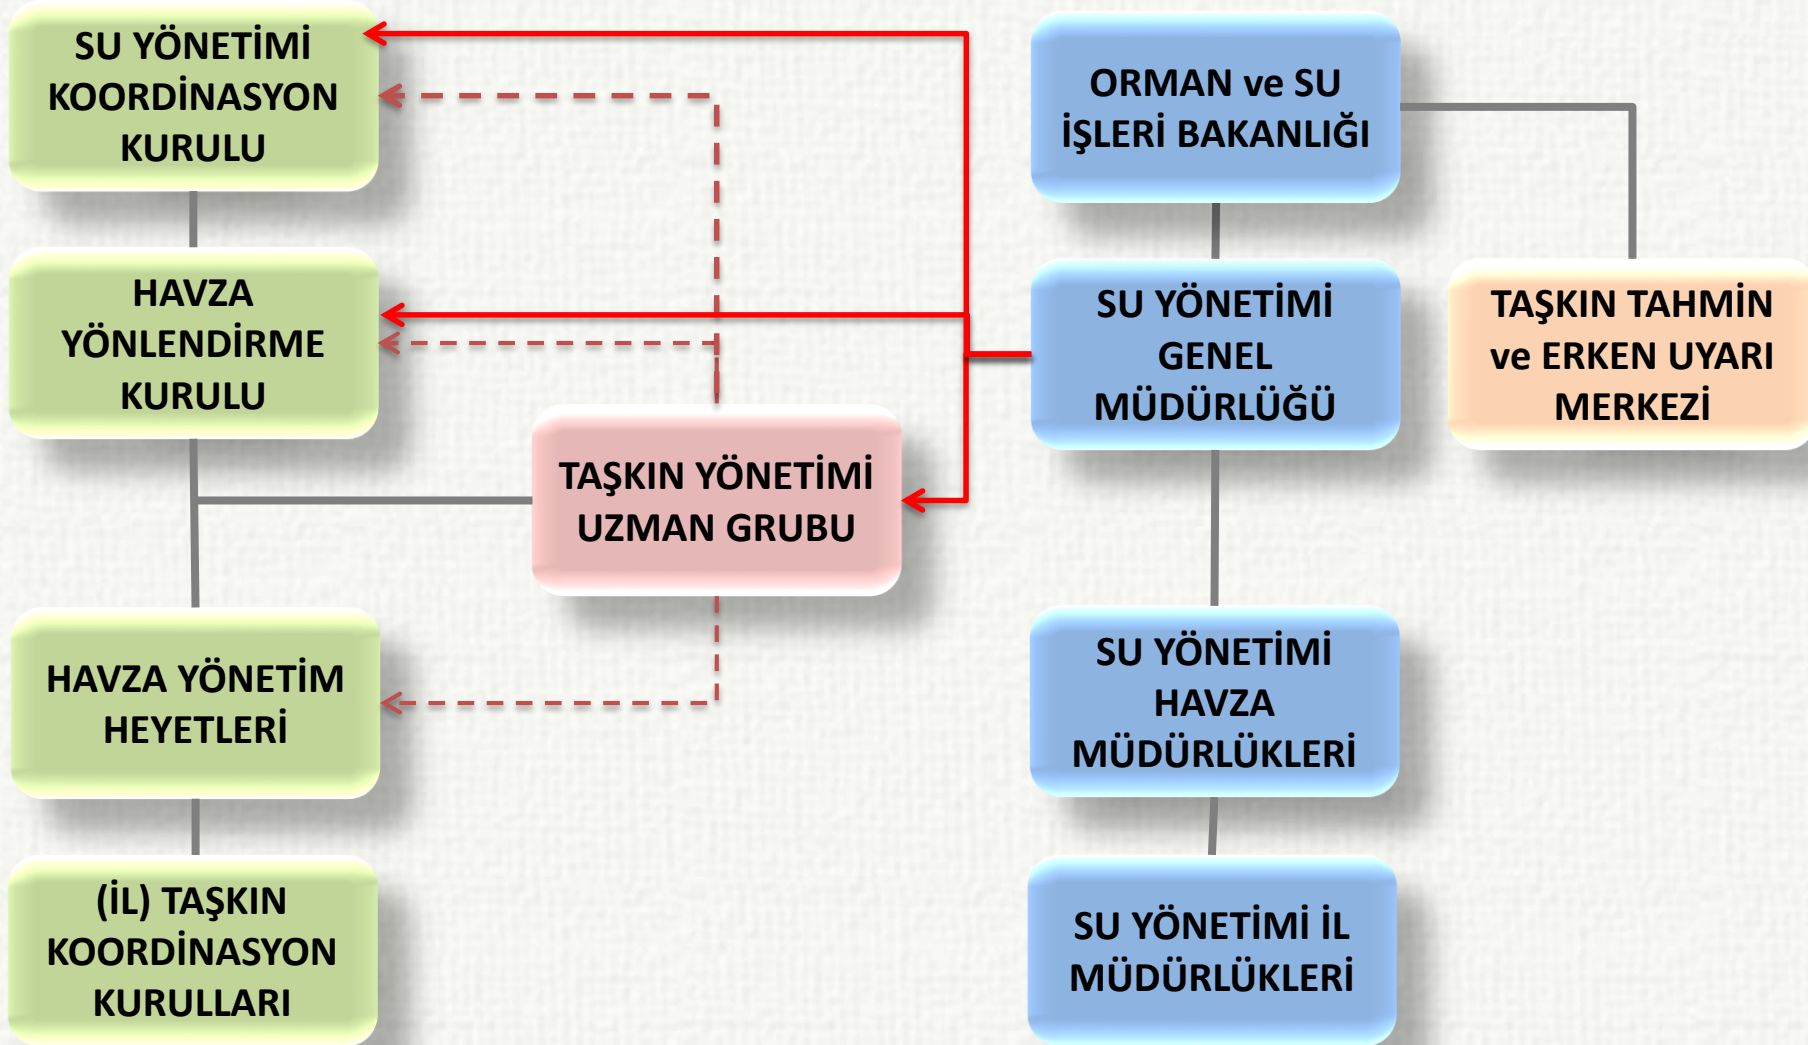 SU YÖNETİMİ
KOORDİNASYON
KURULU
HAVZA
YÖNLENDİRME
KURULU
TAŞKIN YÖNETİMİ
UZMAN GRUBU
HAVZA YÖNETİM
HEYETLERİ
(İL) TAŞKIN
KOORDİNASYON
KURULLARI
ORMAN ve SU
İŞLERİ BAKANLIĞI
SU YÖNETİMİ
GENEL
MÜDÜRLÜĞÜ
TAŞKIN TAHMİN
ve ERKEN UYARI
MERKEZİ
SU YÖNETİMİ
HAVZA
MÜDÜRLÜKLERİ
SU YÖNETİMİ İL
MÜDÜRLÜKLERİ